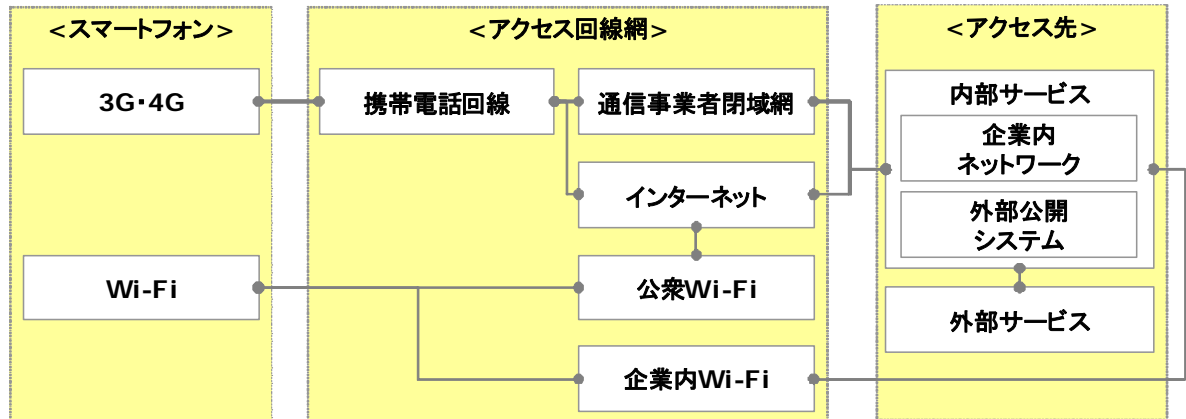 <スマートフォン>
<アクセス回線網>
<アクセス先>
3G・4G
携帯電話回線
通信事業者閉域網
内部サービス
企業内
ネットワーク
インターネット
外部公開
システム
Wi-Fi
公衆Wi-Fi
外部サービス
企業内Wi-Fi